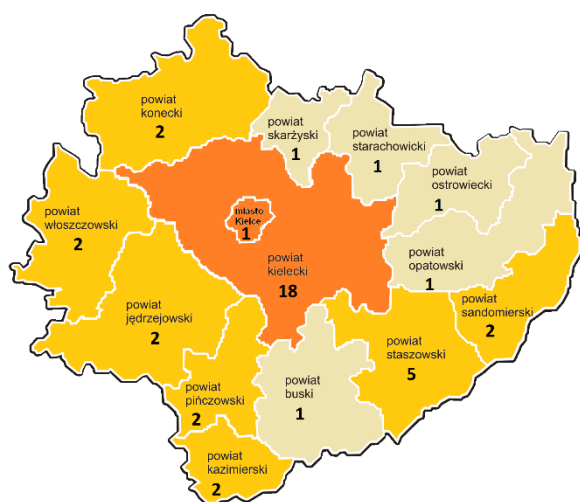 powiat
konecki
2
powiat
skarżyski
1
powiat
starachowicki
1
powiat
ostrowiecki
1
powiat
włoszczowski
2
miasto
Kielce
1
powiat
kielecki
18
powiat
opatowski
1
powiat
sandomierski
2
powiat
jędrzejowski
2
powiat
staszowski
5
powiat
pińczowski
2
powiat
buski
1
powiat
kazimierski
2